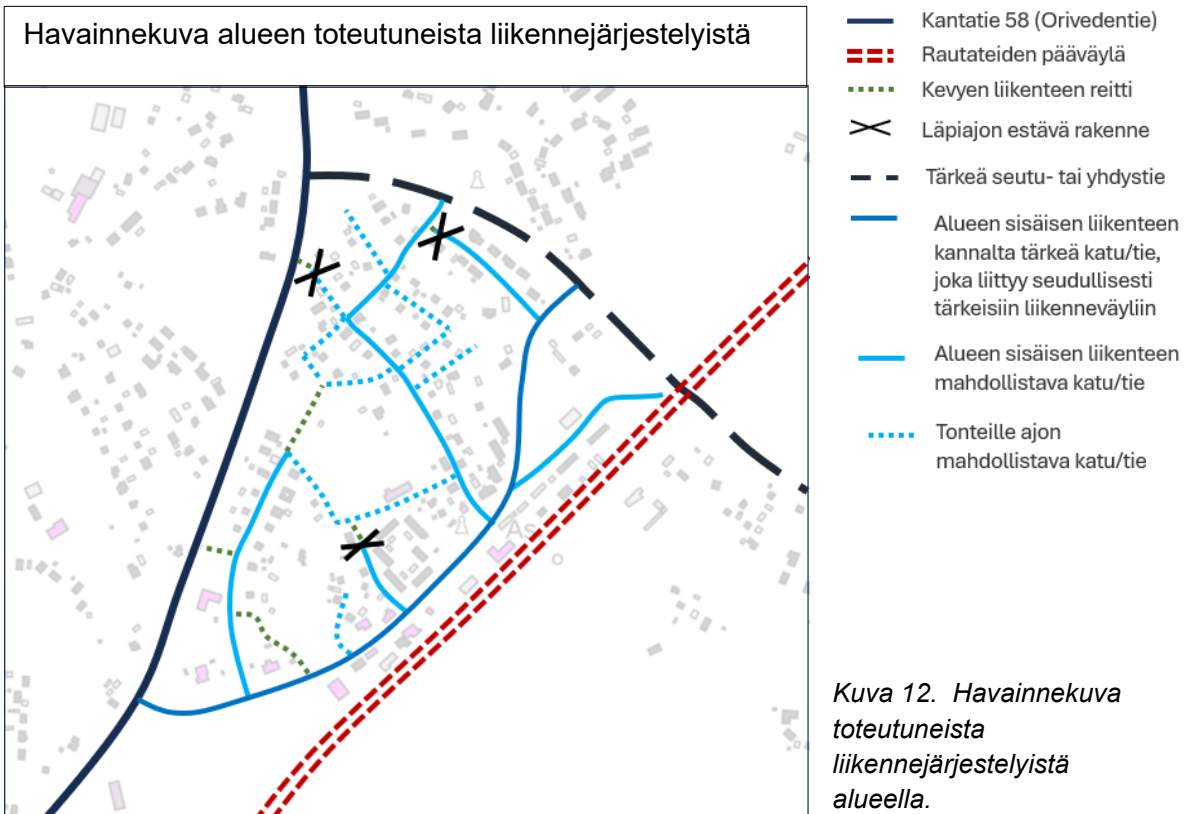 Havainnekuva alueen toteutuneista liikennejärjestelyistä
Kantatie 58 (Orivedentie)
Rautateiden pääväylä
Kevyen liikenteen reitti
Läpiajon estävä rakenne
Tärkeä seutu- tai yhdystie
Alueen sisäisen liikenteen
kannalta tärkeä katu/tie,
joka liittyy seudullisesti
tärkeisiin liikenneväyliin
Alueen sisäisen liikenteen
mahdollistava katu/tie
Tonteille ajon
mahdollistava katu/tie
As
Kuva 12. Havainnekuva
toteutuneista
liikennejärjestelyistä
alueella.